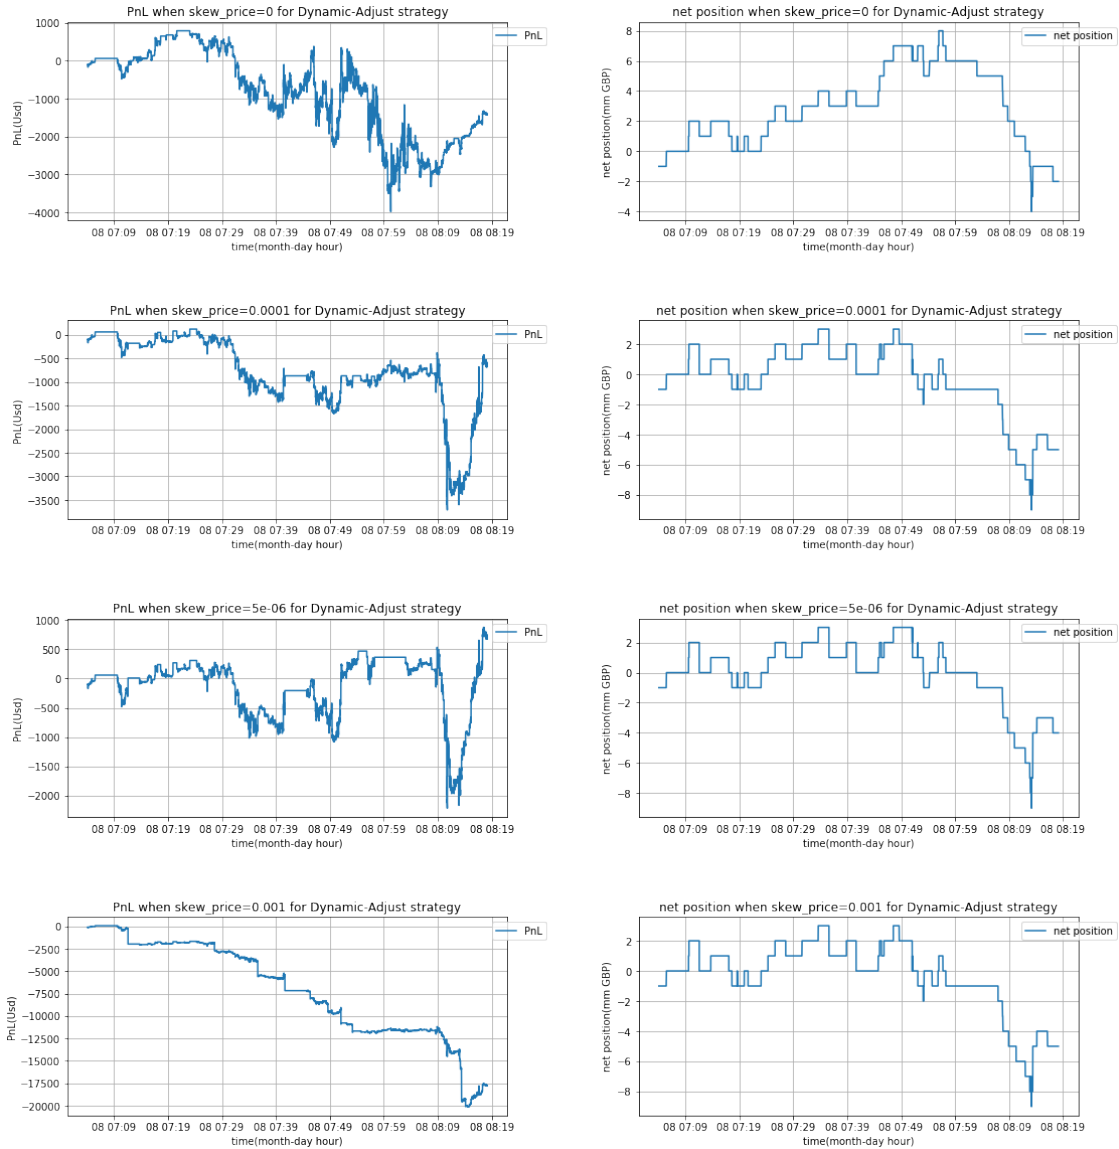 PnL when skew_price=0 for Dynamic-Adjust strategy
PnL
1000
0
−1000
−2000
−3000
−4000
PnL(Usd)
08 07:09 08 07:19 08 07:29 08 07:39 08 07:49 08 07:59 08 08:09 08 08:19
time(month-day hour)
net position when skew_price=0 for Dynamic-Adjust strategy
net position
8
6
4
2
0
−2
−4
net position(mm GBP)
08 07:09 08 07:19 08 07:29 08 07:39 08 07:49 08 07:59 08 08:09 08 08:19
time(month-day hour)
PnL when skew_price=0.0001 for Dynamic-Adjust strategy
PnL
0
−500
−1000
−1500
−2000
−2500
−3000
−3500
PnL(Usd)
08 07:09 08 07:19 08 07:29 08 07:39 08 07:49 08 07:59 08 08:09 08 08:19
time(month-day hour)
net position when skew_price=0.0001 for Dynamic-Adjust strategy
net position
2
0
−2
−4
−6
−8
net position(mm GBP)
08 07:09 08 07:19 08 07:29 08 07:39 08 07:49 08 07:59 08 08:09 08 08:19
time(month-day hour)
PnL when skew_price=5e-06 for Dynamic-Adjust strategy
PnL
1000
500
0
−500
−1000
−1500
−2000
PnL(Usd)
08 07:09 08 07:19 08 07:29 08 07:39 08 07:49 08 07:59 08 08:09 08 08:19
time(month-day hour)
net position when skew_price=5e-06 for Dynamic-Adjust strategy
net position
2
0
−2
−4
−6
−8
net position(mm GBP)
08 07:09 08 07:19 08 07:29 08 07:39 08 07:49 08 07:59 08 08:09 08 08:19
time(month-day hour)
PnL when skew_price=0.001 for Dynamic-Adjust strategy
PnL
0
−2500
−5000
−7500
−10000
−12500
−15000
−17500
−20000
PnL(Usd)
08 07:09 08 07:19 08 07:29 08 07:39 08 07:49 08 07:59 08 08:09 08 08:19
time(month-day hour)
net position when skew_price=0.001 for Dynamic-Adjust strategy
net position
2
0
−2
−4
−6
−8
net position(mm GBP)
08 07:09 08 07:19 08 07:29 08 07:39 08 07:49 08 07:59 08 08:09 08 08:19
time(month-day hour)